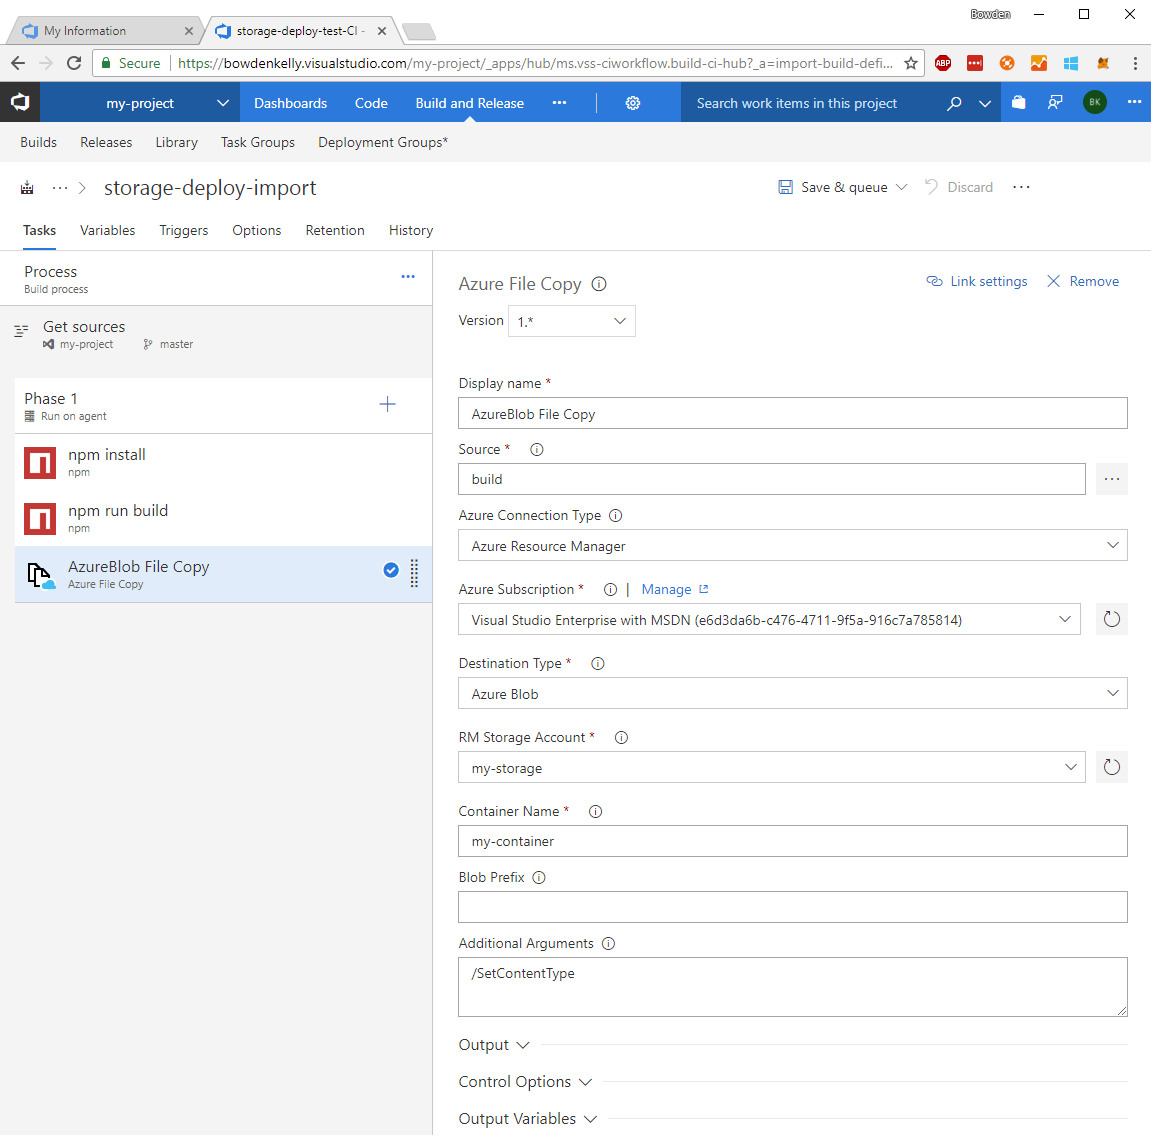 Bowden
My Information
storage-deploy-test-CI -
Secure
https://bowdenkelly.visualstudio.com/my-project/_apps/hub/ms.vss-ciworkflow.build-ci-hub?_a=import-build-defi...
ABP
my-project
Dashboards
Code
Build and Release
Search work items in this project
BK
Builds
Releases
Library
Task Groups
Deployment Groups*
storage-deploy-import
Save & queue
Discard
Tasks
Variables
Triggers
Options
Retention
History
Process
Build process
Get sources
my-project
master
Phase 1
Run on agent
npm install
npm
npm run build
npm
AzureBlob File Copy
Azure File Copy
Azure File Copy
Link settings
Remove
Version
1.*
Display name *
AzureBlob File Copy
Source *
build
Azure Connection Type
Azure Resource Manager
Azure Subscription *
| Manage
Visual Studio Enterprise with MSDN (e6d3da6b-c476-4711-9f5a-916c7a785814)
Destination Type *
Azure Blob
RM Storage Account *
my-storage
Container Name *
my-container
Blob Prefix
Additional Arguments
/SetContentType
Output
Control Options
Output Variables